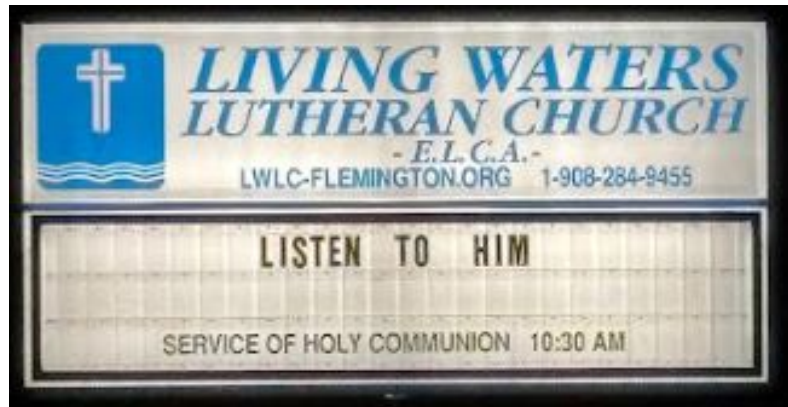 LIVING WATERS
LUTHERAN CHURCH
- E.L.C.A.-
LWLC-FLEMINGTON.ORG 1-908-284-9455
LISTEN TO HIM
SERVICE OF HOLY COMMUNION 10:30 AM